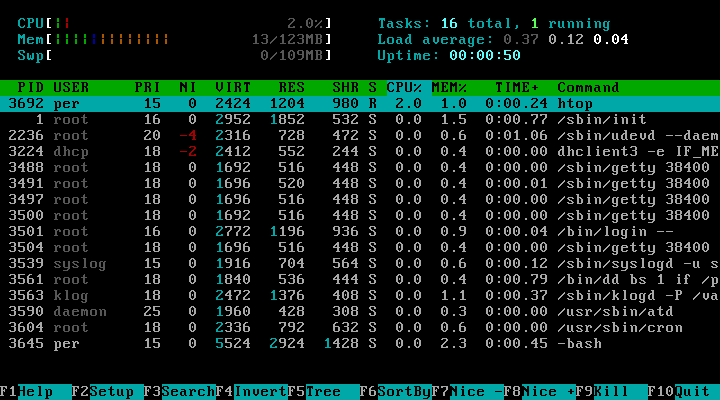 CPU[|| 2.0%] Tasks: 16 total, 1 running
Mem[||||||||||||||| 13/123MB] Load average: 0.37 0.12 0.04
Swp[ 0/109MB] Uptime: 00:00:50
PID USER PRI NI VIRT RES SHR S CPU% MEM% TIME+ Command
3692 per 15 0 2424 1204 980 R 2.0 1.0 0:00.24 htop
1 root 16 0 2952 1852 532 S 0.0 1.5 0:00.77 /sbin/init
2236 root 20 -4 2316 728 472 S 0.0 0.6 0:01.06 /sbin/udevd --daem
3224 dhcp 18 -2 2412 552 244 S 0.0 0.4 0:00.00 dhclient3 -e IF_ME
3488 root 18 0 1692 516 448 S 0.0 0.4 0:00.00 /sbin/getty 38400
3491 root 18 0 1696 520 448 S 0.0 0.4 0:00.01 /sbin/getty 38400
3497 root 18 0 1696 516 448 S 0.0 0.4 0:00.00 /sbin/getty 38400
3500 root 18 0 1692 516 448 S 0.0 0.4 0:00.00 /sbin/getty 38400
3501 root 16 0 2772 1196 936 S 0.0 0.9 0:00.04 /bin/login --
3504 root 18 0 1696 516 448 S 0.0 0.4 0:00.00 /sbin/getty 38400
3539 syslog 15 0 1916 704 564 S 0.0 0.6 0:00.12 /sbin/syslogd -u s
3561 root 18 0 1840 536 444 S 0.0 0.4 0:00.79 /bin/dd bs 1 if /p
3563 klog 18 0 2472 1376 408 S 0.0 1.1 0:00.37 /sbin/klogd -P /va
3590 daemon 25 0 1960 428 308 S 0.0 0.3 0:00.00 /usr/sbin/atd
3604 root 18 0 2336 792 632 S 0.0 0.6 0:00.00 /usr/sbin/cron
3645 per 15 0 5524 2924 1428 S 0.0 2.3 0:00.45 -bash
F1Help F2Setup F3SearchF4InvertF5Tree F6SortByF7Nice -F8Nice +F9Kill F10Quit